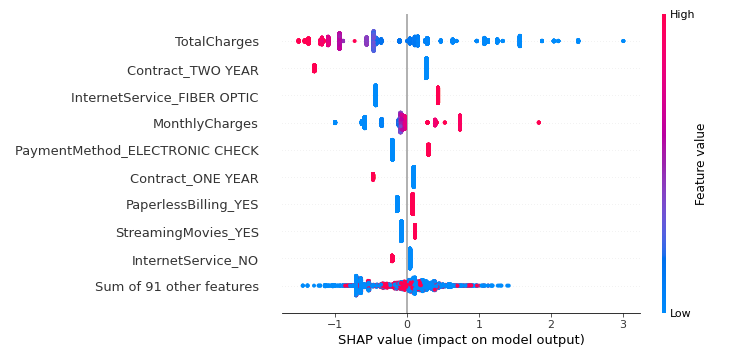 High
TotalCharges
Contract_TWO YEAR
InternetService_FIBER OPTIC
MonthlyCharges
PaymentMethod_ELECTRONIC CHECK
Contract_ONE YEAR
PaperlessBilling_YES
StreamingMovies_YES
InternetService_NO
Sum of 91 other features
Feature value
Low
−1 0 1 2 3
SHAP value (impact on model output)